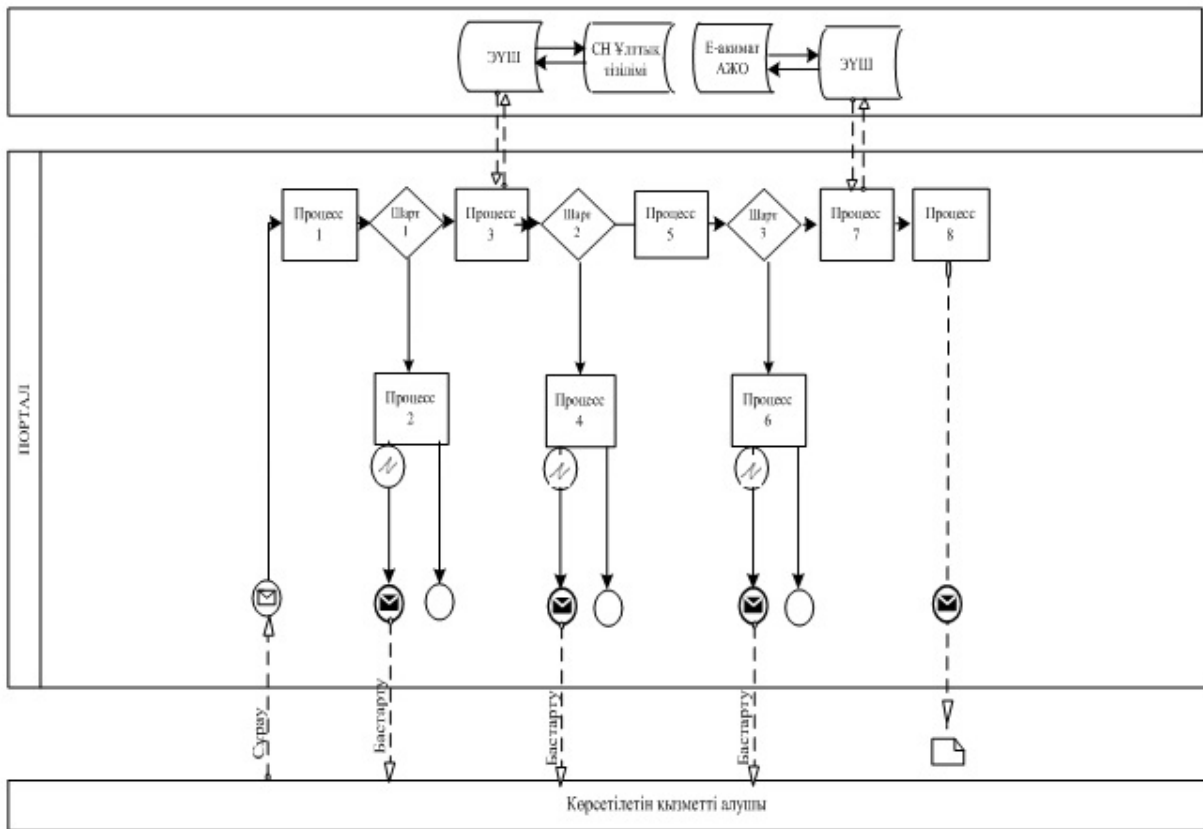 ЭҮШ
СН Ұлттық
тізілімі
Е-акимат
АЖО
ЭҮШ
ПОРТАЛ
Процесс
1
Шарт
1
Процесс
3
Шарт
2
Процесс
5
Шарт
3
Процесс
7
Процесс
8
Процесс
2
Процесс
4
Процесс
6
Сұрау
Бастарту
Бастарту
Бастарту
Көрсетілетін қызметті алушы